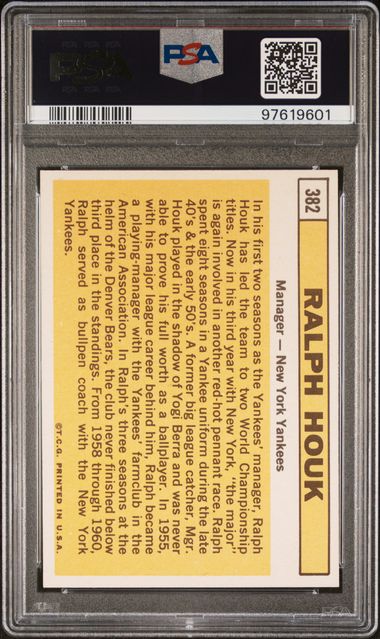 PSA
PSA
97619601
382
RALPH HOUK
Manager — New York Yankees
In his first two seasons as the Yankees' manager, Ralph
Houk has led the team to two World Championship
titles. Now in his third year with New York, "the major"
is again involved in another red-hot pennant race. Ralph
spent eight seasons in a Yankee uniform during the late
40's & the early 50's. A former big league catcher, Mgr.
Houk played in the shadow of Yogi Berra and was never
able to prove his full worth as a ballplayer. In 1955,
with his major league career behind him, Ralph became
a playing-manager with the Yankees' farmclub in the
American Association. In Ralph's three seasons at the
helm of the Denver Bears, the club never finished below
third place in the standings. From 1958 through 1960,
Ralph served as bullpen coach with the New York
Yankees.
©T.C.G. PRINTED IN U.S.A.